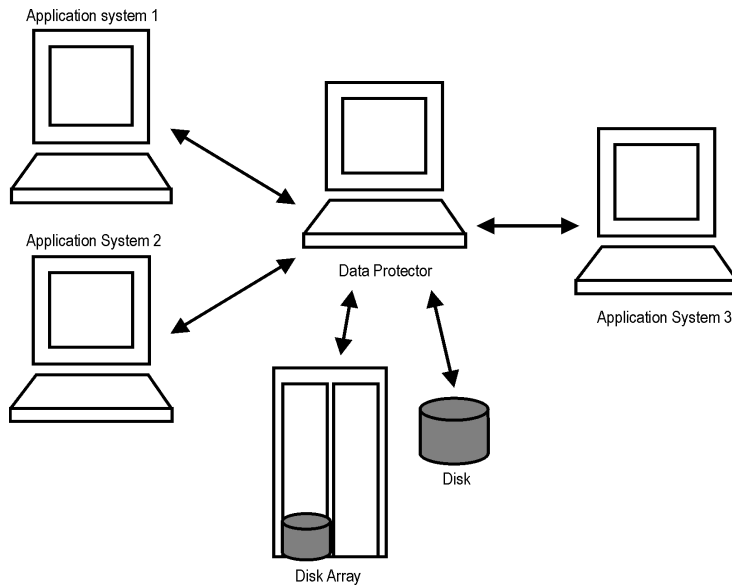 Application system 1
Application System 2
Data Protector
Application System 3
Disk
Disk Array